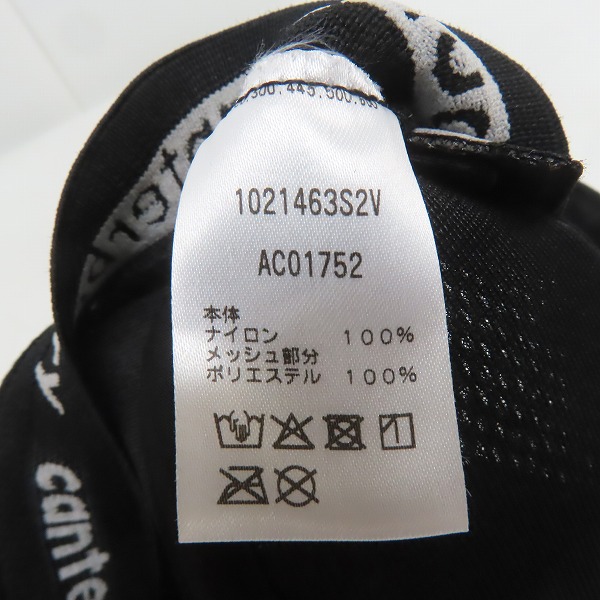 1021463S2V
AC01752
本体
ナイロン 100%
メッシュ部分
ポリエステル 100%
cante